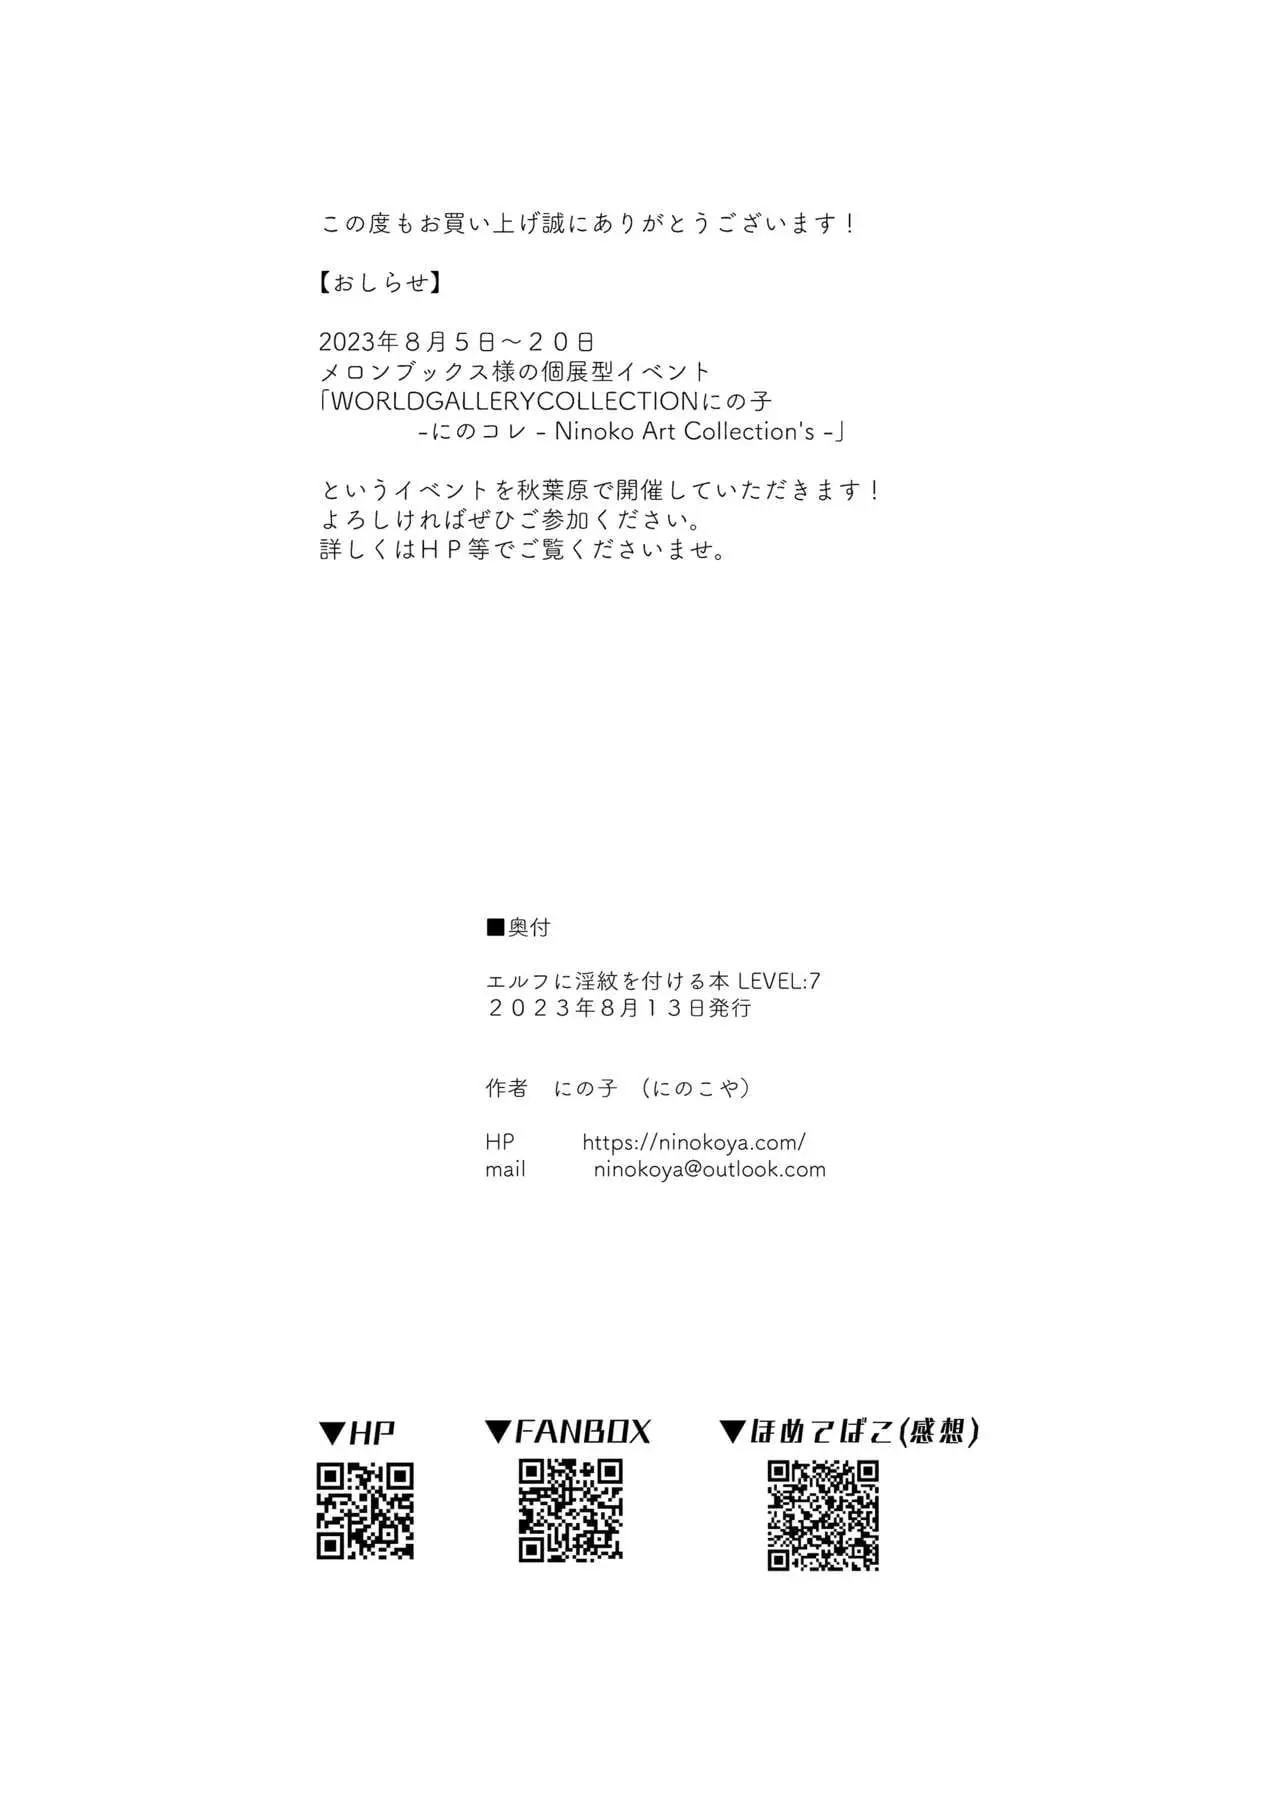 この度もお買い上げ誠にありがとうございます！
【おしらせ】
2023年８月５日～２０日
メロンブックス様の個展型イベント
「WORLDGALLERYCOLLECTIONにの子
-にのコレ - Ninoko Art Collection's -」
というイベントを秋葉原で開催していただきます！
よろしければぜひご参加ください。
詳しくはＨＰ等でご覧くださいませ。
■奥付
エルフに淫紋を付ける本 LEVEL:7
２０２３年８月１３日発行
作者　にの子　（にのこや）
HP　　　https://ninokoya.com/
mail　　　ninokoya@outlook.com
▼HP　　　▼FANBOX　　　▼ほめてばこ(感想)